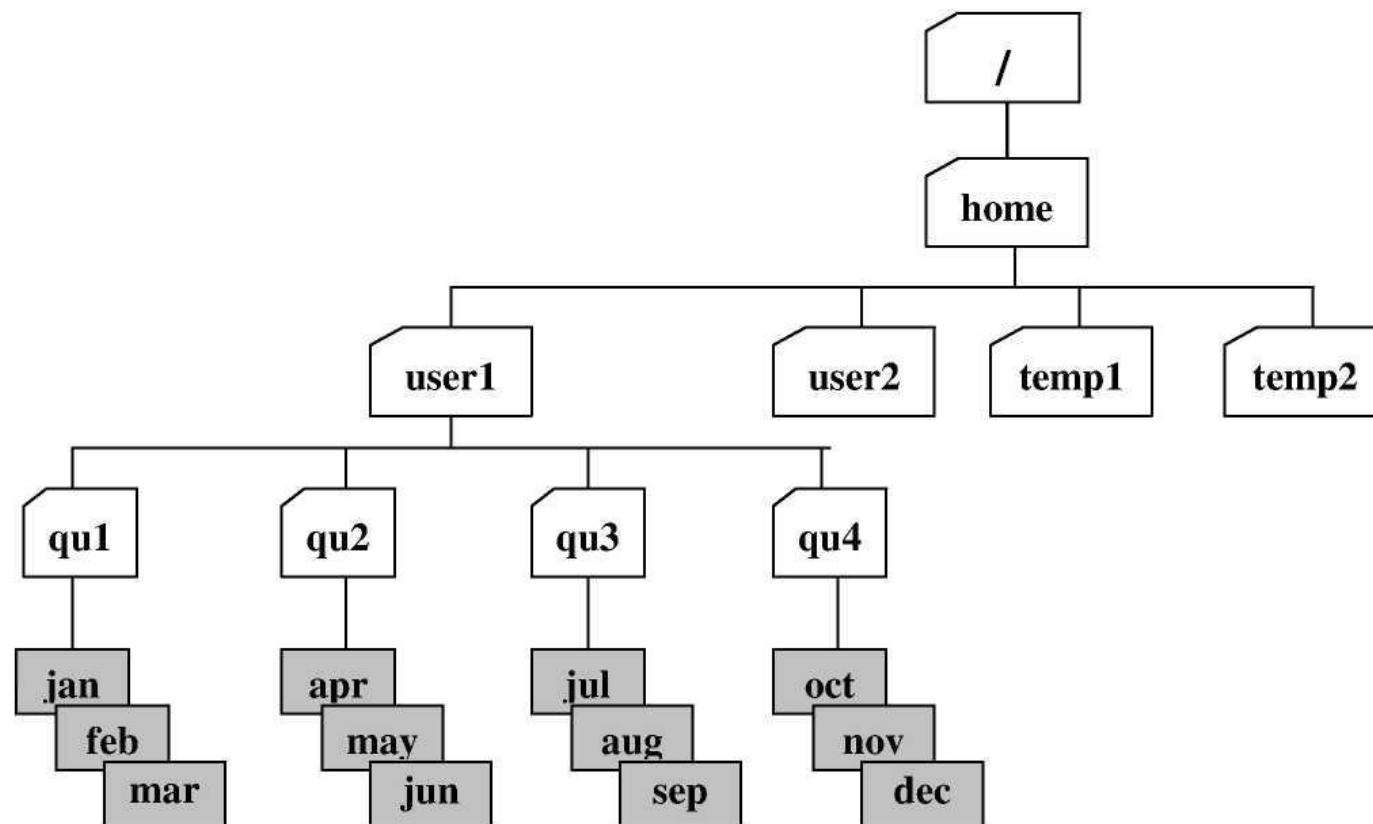 /
home
user1 user2 temp1 temp2
qu1 qu2 qu3 qu4
jan apr jul oct
feb may aug nov
mar jun sep dec